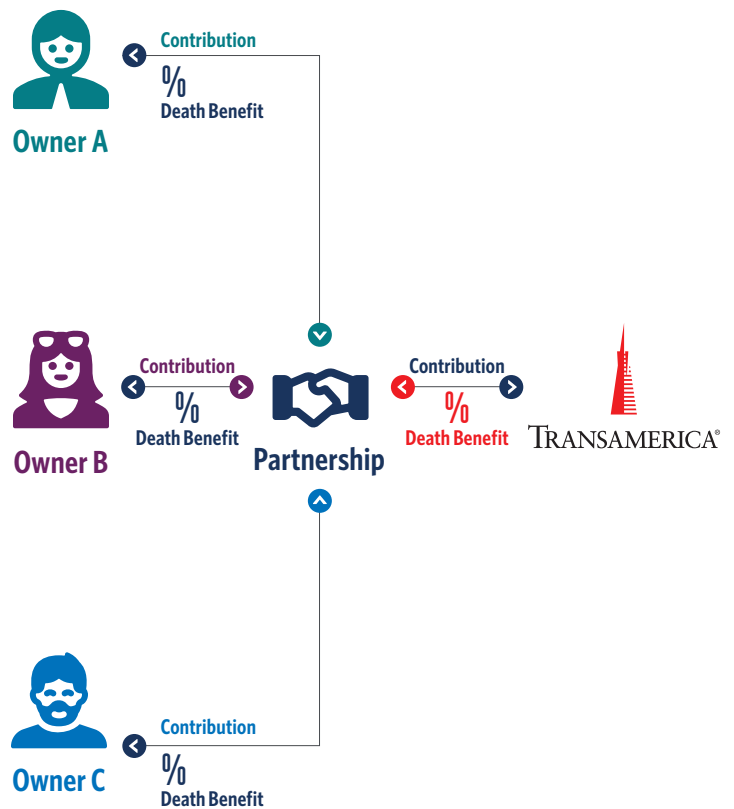 Contribution
%
Death Benefit
Owner A
Contribution
%
Death Benefit
Owner B
Partnership
Contribution
%
Death Benefit
TRANSAMERICA®
Contribution
%
Death Benefit
Owner C